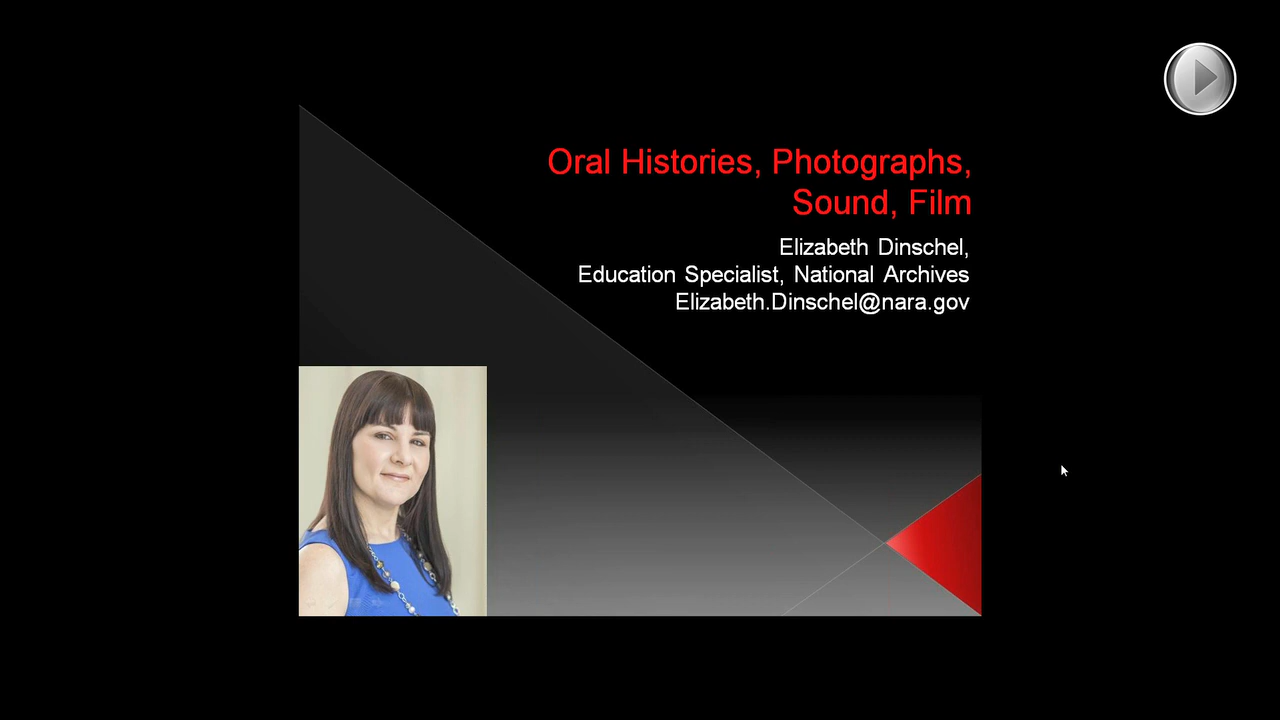 Oral Histories, Photographs,
Sound, Film
Elizabeth Dinschel,
Education Specialist, National Archives
Elizabeth.Dinschel@nara.gov